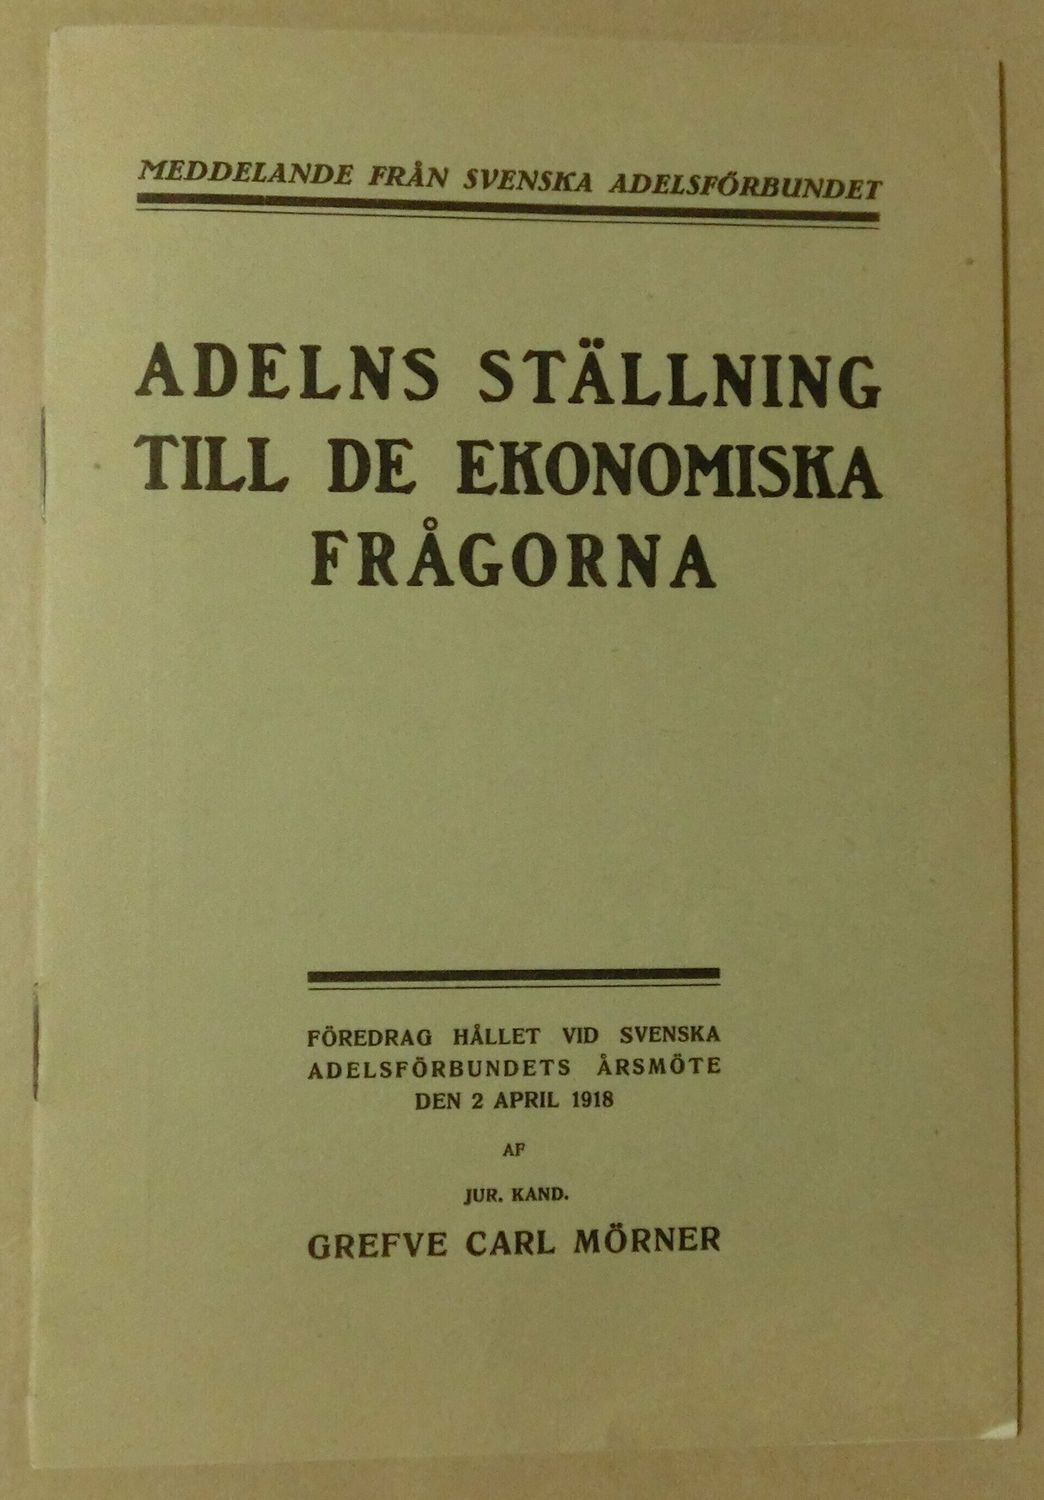 MEDDELANDE FRÅN SVENSKA ADELSFÖRBUNDET
ADELNS STÄLLNING
TILL DE EKONOMISKA
FRÅGORNA
FÖREDRAG HÅLLET VID SVENSKA
ADELSFÖRBUNDETS ÅRSMÖTE
DEN 2 APRIL 1918
AF
JUR. KAND.
GREFVE CARL MÖRNER